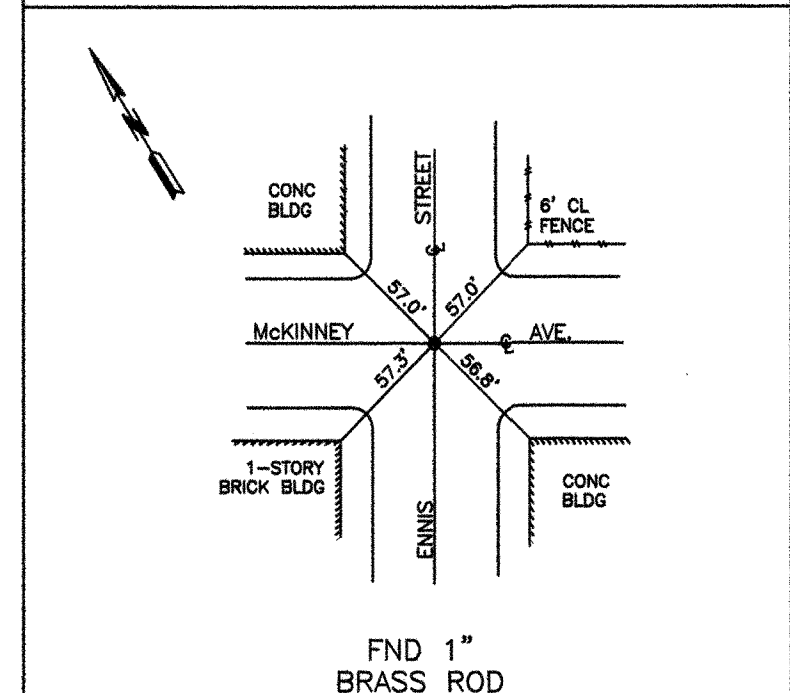 STREET
CONC
BLDG
6' CL
FENCE
℄
57.0'
57.0'
McKINNEY
℄ AVE.
57.3'
56.8'
1-STORY
BRICK BLDG
CONC
BLDG
ENNIS
FND 1"
BRASS ROD